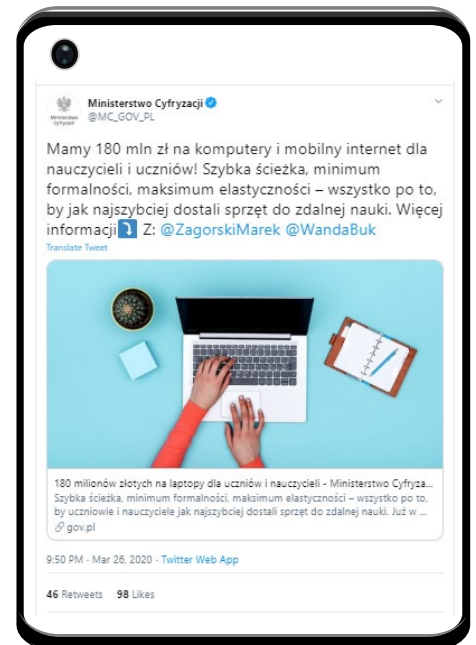 Ministerstwo Cyfryzacji
@MC_GOV_PL
Ministerstwo
Cyfryzacji
Mamy 180 mln zł na komputery i mobilny internet dla
nauczycieli i uczniów! Szybka ścieżka, minimum
formalności, maksimum elastyczności – wszystko po to,
by jak najszybciej dostali sprzęt do zdalnej nauki. Więcej
informacji⤵ Z: @ZagorskiMarek @WandaBuk
Translate Tweet
180 milionów złotych na laptopy dla uczniów i nauczycieli - Ministerstwo Cyfryza...
Szybka ścieżka, minimum formalności, maksimum elastyczności – wszystko po to,
by uczniowie i nauczyciele jak najszybciej dostali sprzęt do zdalnej nauki. Już w ...
gov.pl
9:50 PM · Mar 26, 2020 · Twitter Web App
46 Retweets 98 Likes